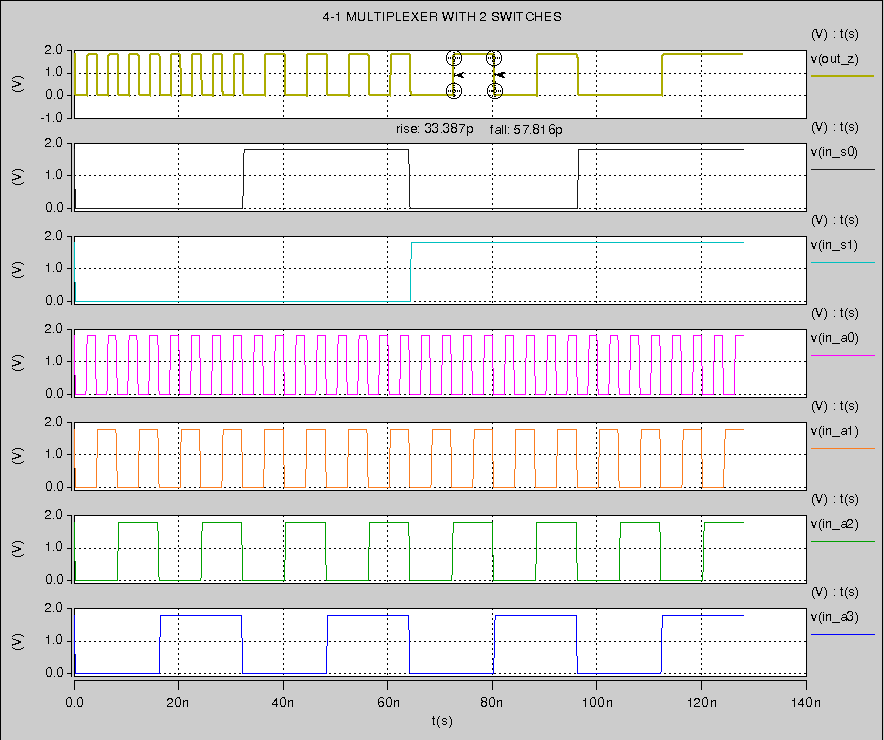 4-1 MULTIPLEXER WITH 2 SWITCHES
(V) : t(s)
v(out_z)
(V)
2.0
1.0
0.0
-1.0
rise: 33.387p fall: 57.816p
(V) : t(s)
v(in_s0)
(V)
2.0
1.0
0.0
(V) : t(s)
v(in_s1)
(V)
2.0
1.0
0.0
(V) : t(s)
v(in_a0)
(V)
2.0
1.0
0.0
(V) : t(s)
v(in_a1)
(V)
2.0
1.0
0.0
(V) : t(s)
v(in_a2)
(V)
2.0
1.0
0.0
(V) : t(s)
v(in_a3)
(V)
2.0
1.0
0.0
0.0 20n 40n 60n 80n 100n 120n 140n
t(s)